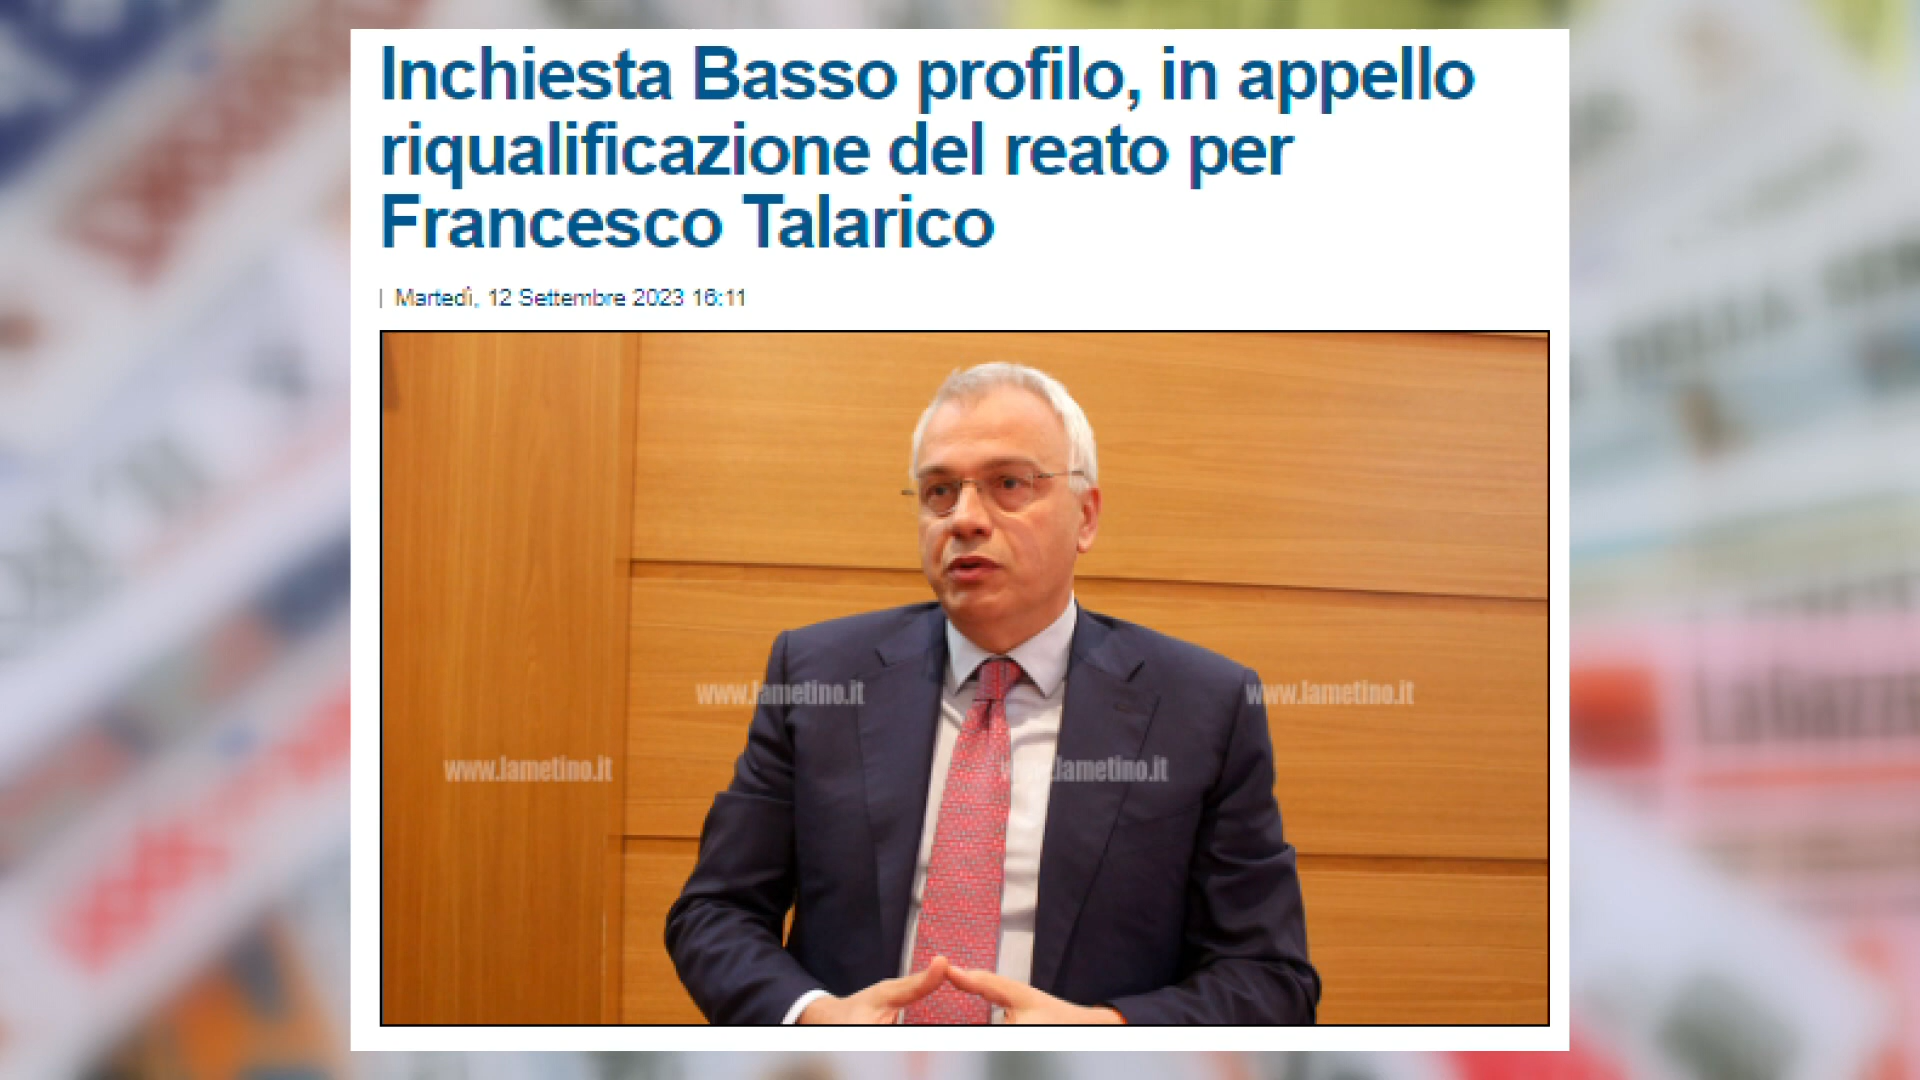 Inchiesta Basso profilo, in appello
riqualificazione del reato per
Francesco Talarico
| Martedì, 12 Settembre 2023 16:11
www.lametino.it
www.lametino.it
www.lametino.it
www.lametino.it